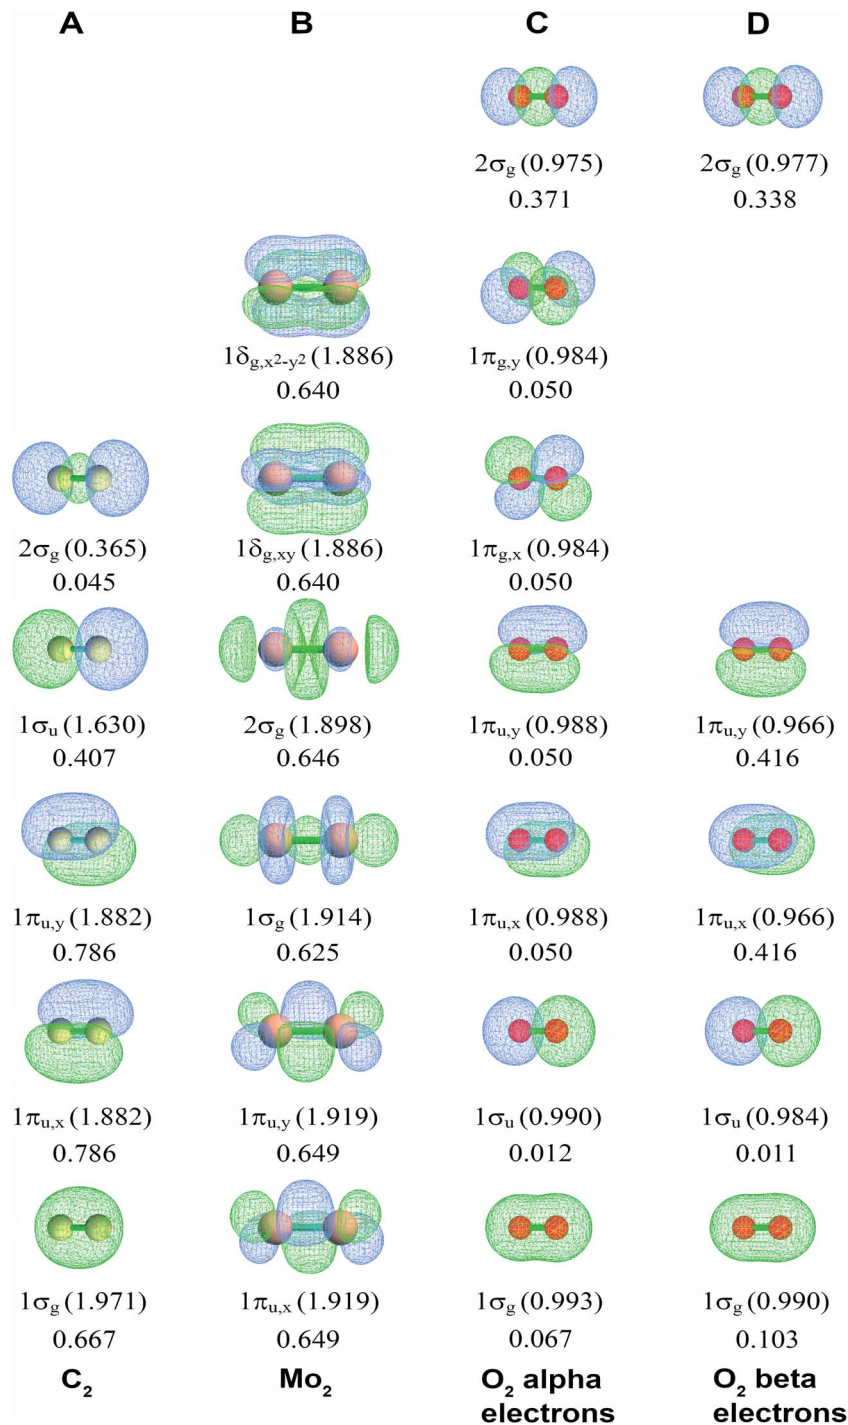 A B C D
2σg (0.975) 2σg (0.977)
0.371 0.338
1δg,x²-y² (1.886) 1πg,y (0.984)
0.640 0.050
2σg (0.365) 1δg,xy (1.886) 1πg,x (0.984)
0.045 0.640 0.050
1σu (1.630) 2σg (1.898) 1πu,y (0.988) 1πu,y (0.966)
0.407 0.646 0.050 0.416
1πu,y (1.882) 1σg (1.914) 1πu,x (0.988) 1πu,x (0.966)
0.786 0.625 0.050 0.416
1πu,x (1.882) 1πu,y (1.919) 1σu (0.990) 1σu (0.984)
0.786 0.649 0.012 0.011
1σg (1.971) 1πu,x (1.919) 1σg (0.993) 1σg (0.990)
0.667 0.649 0.067 0.103
C₂ Mo₂ O₂ alpha O₂ beta
electrons electrons